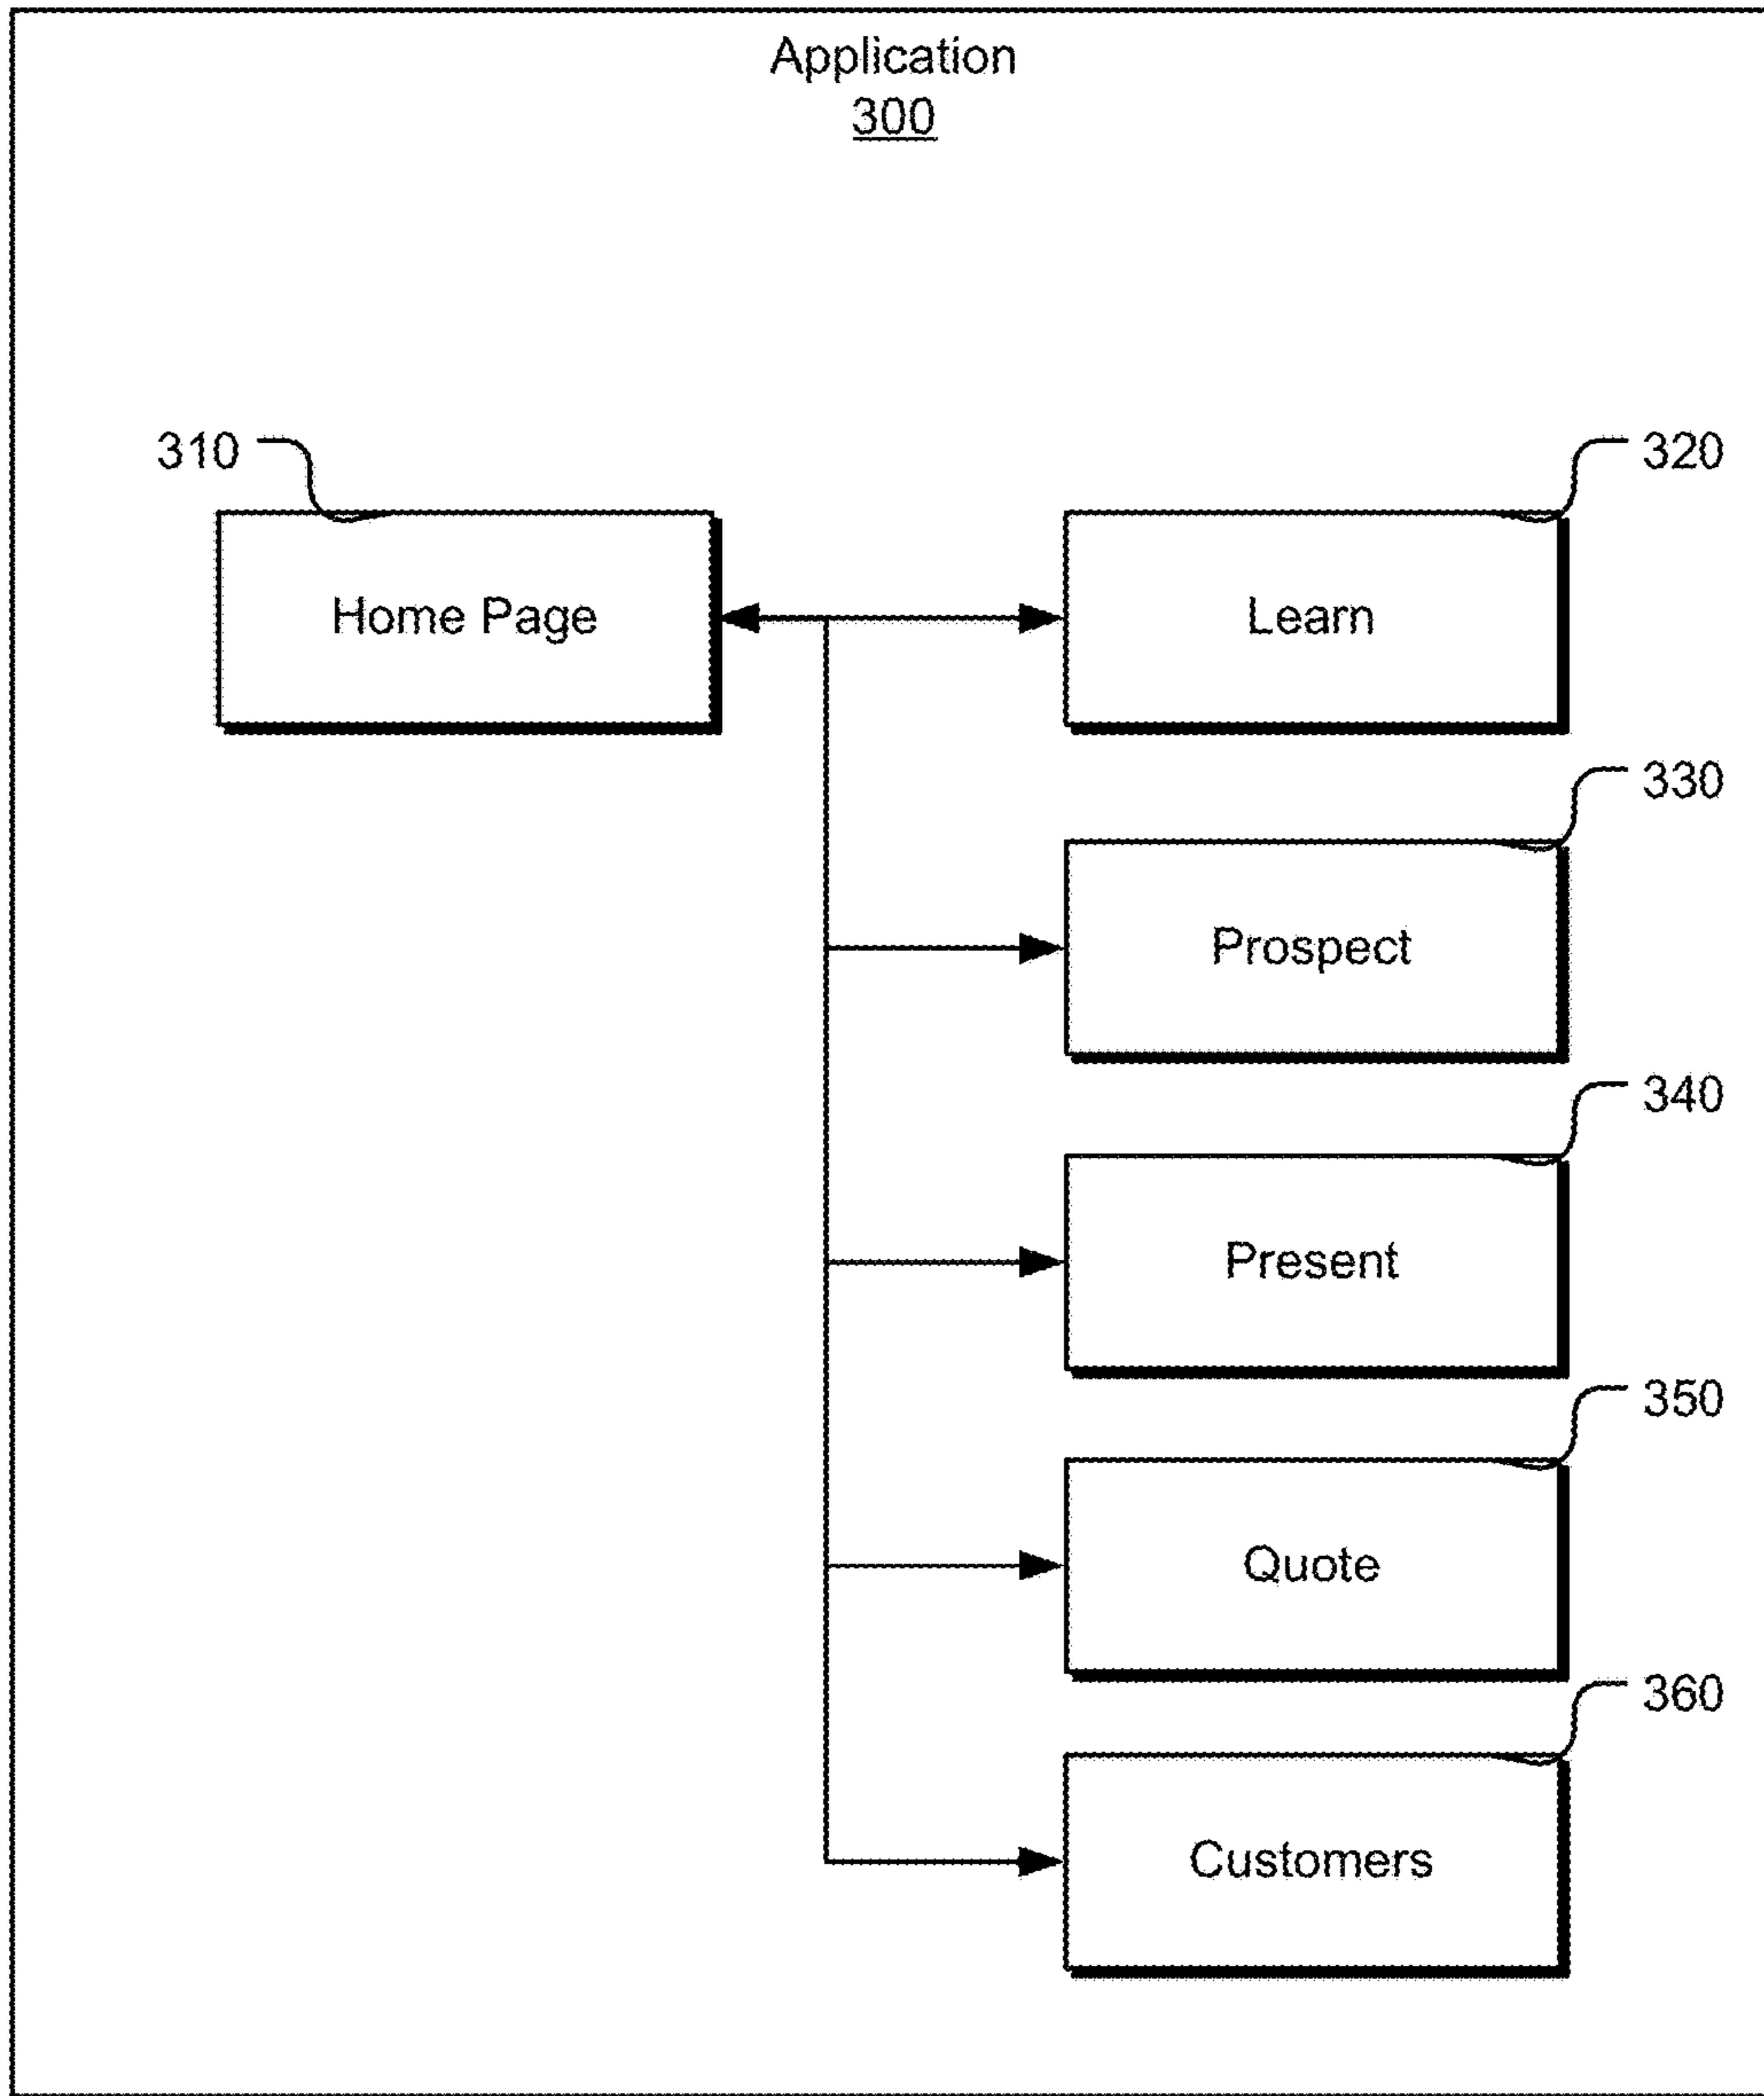 Application
300
310
320
Home Page
Learn
330
Prospect
340
Present
350
Quote
360
Customers